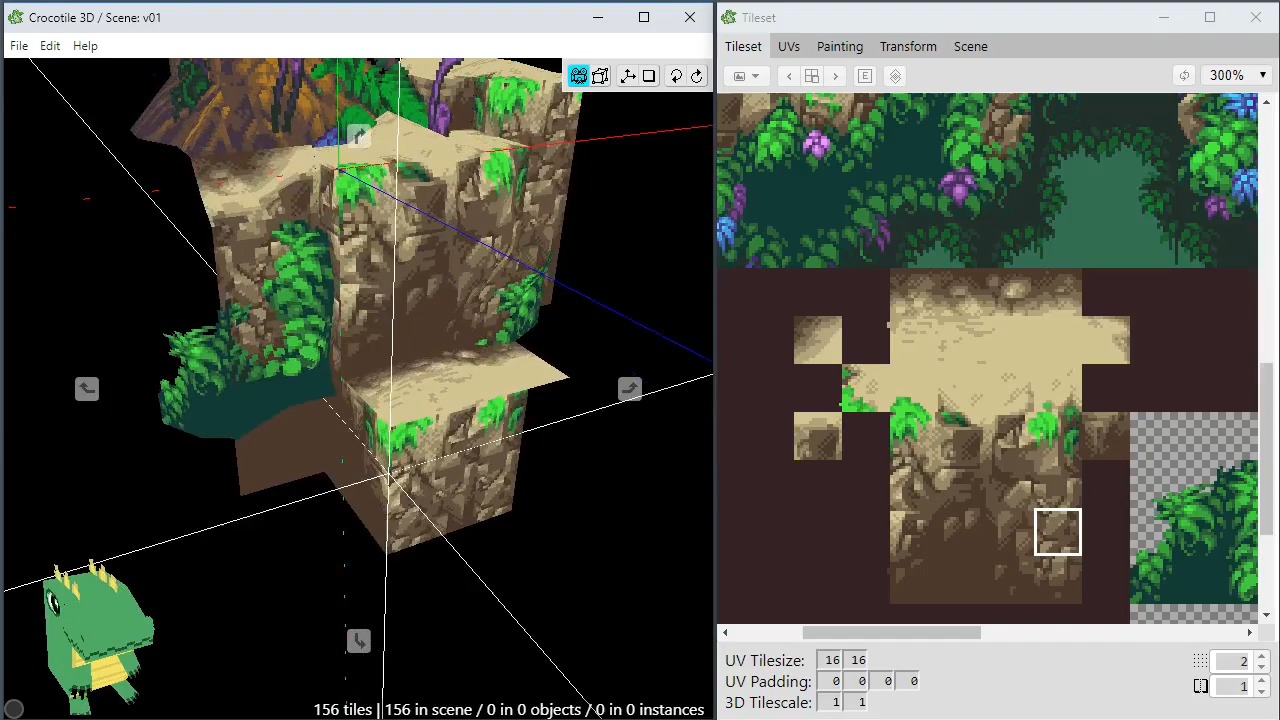 Crocotile 3D / Scene: v01
File Edit Help
156 tiles | 156 in scene / 0 in 0 objects / 0 in 0 instances
Tileset
Tileset UVs Painting Transform Scene
E 300%
UV Tilesize: 16 16
UV Padding: 0 0 0 0
3D Tilescale: 1 1
2
1